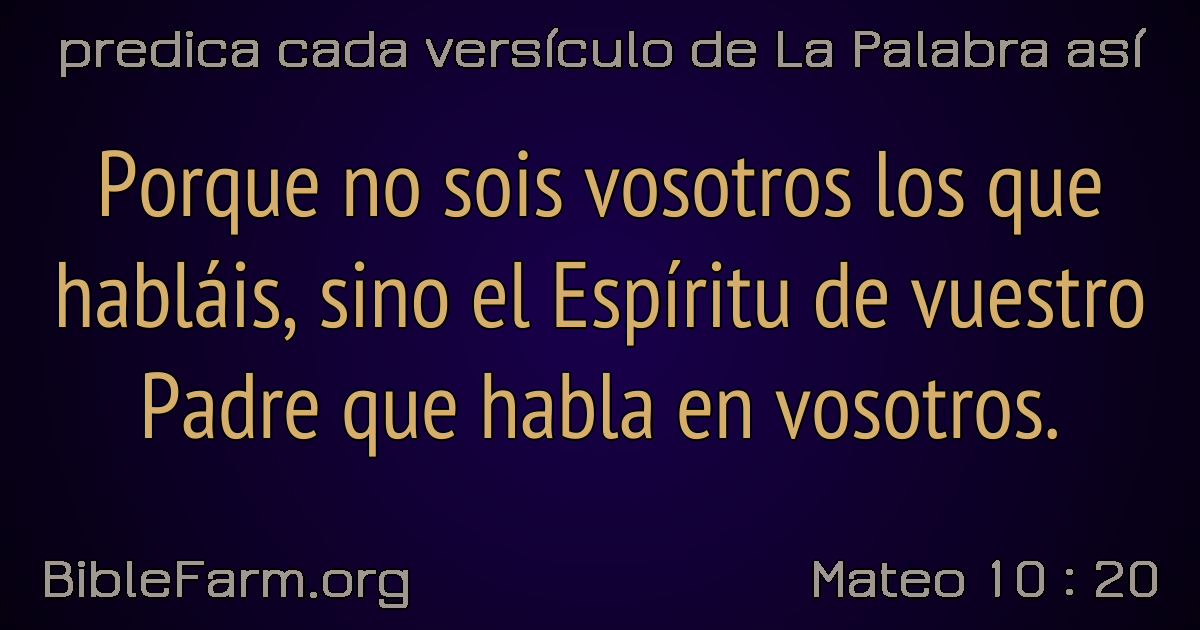 predica cada versículo de La Palabra así
Porque no sois vosotros los que
habláis, sino el Espíritu de vuestro
Padre que habla en vosotros.
BibleFarm.org
Mateo 10 : 20